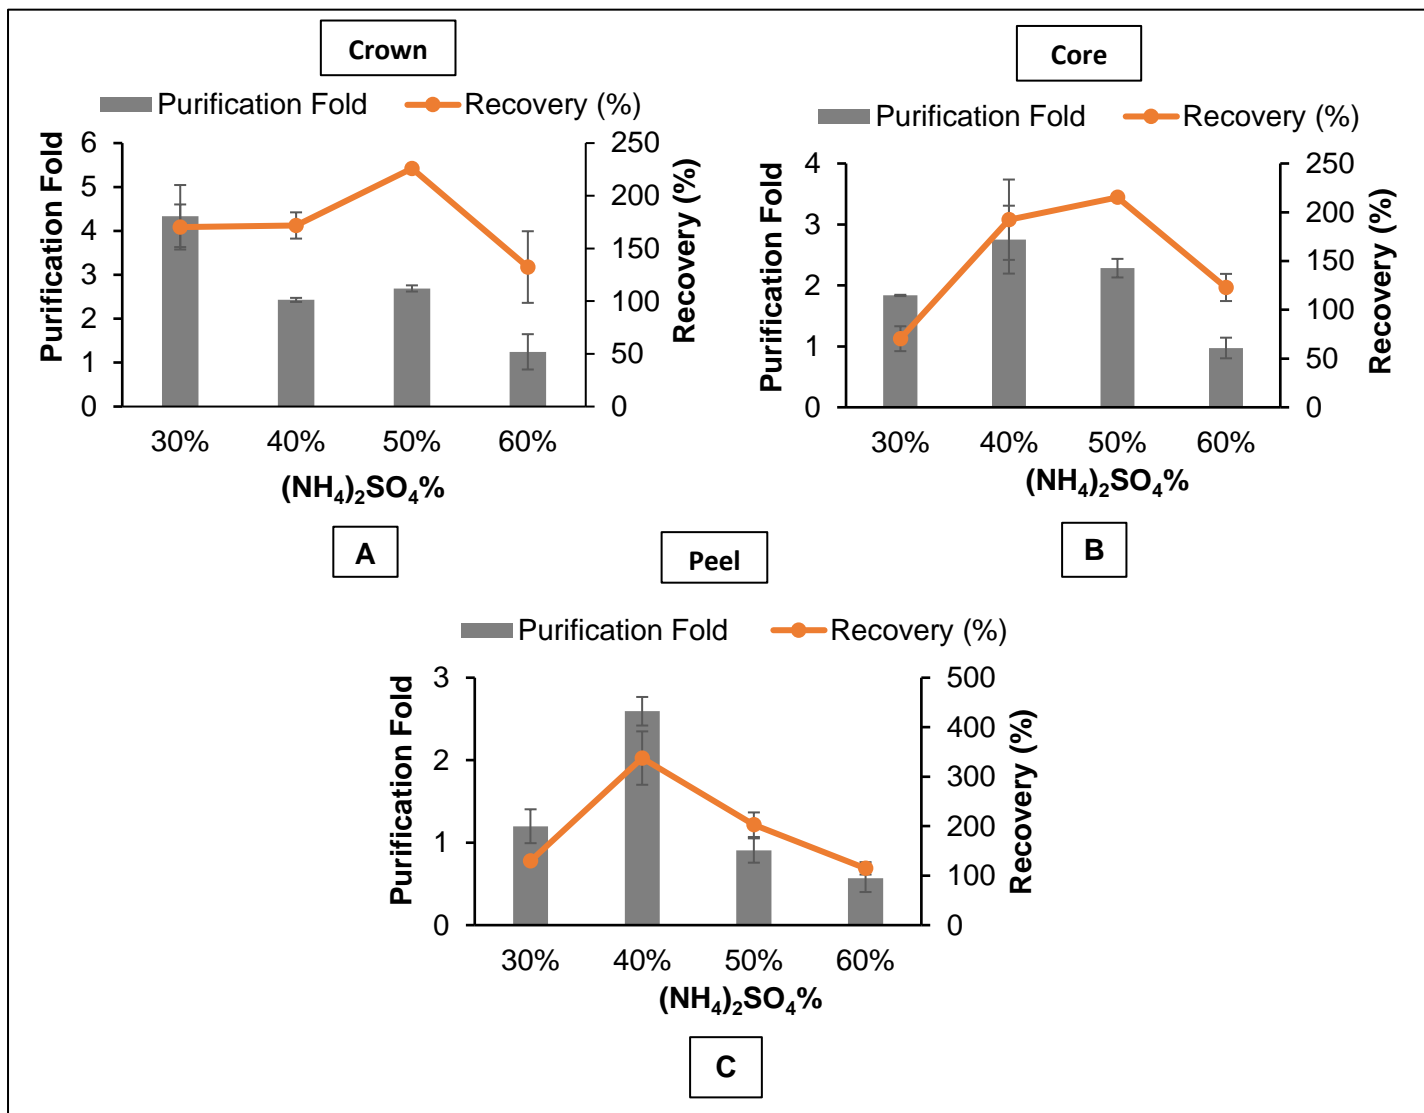 Crown
Purification Fold Recovery (%)
Purification Fold
6
5
4
3
2
1
0
250
200
150
100
50
0
Recovery (%)
30% 40% 50% 60%
(NH₄)₂SO₄%
A
Core
Purification Fold Recovery (%)
Purification Fold
4
3
2
1
0
250
200
150
100
50
0
Recovery (%)
30% 40% 50% 60%
(NH₄)₂SO₄%
B
Peel
Purification Fold Recovery (%)
Purification Fold
3
2
1
0
500
400
300
200
100
0
Recovery (%)
30% 40% 50% 60%
(NH₄)₂SO₄%
C